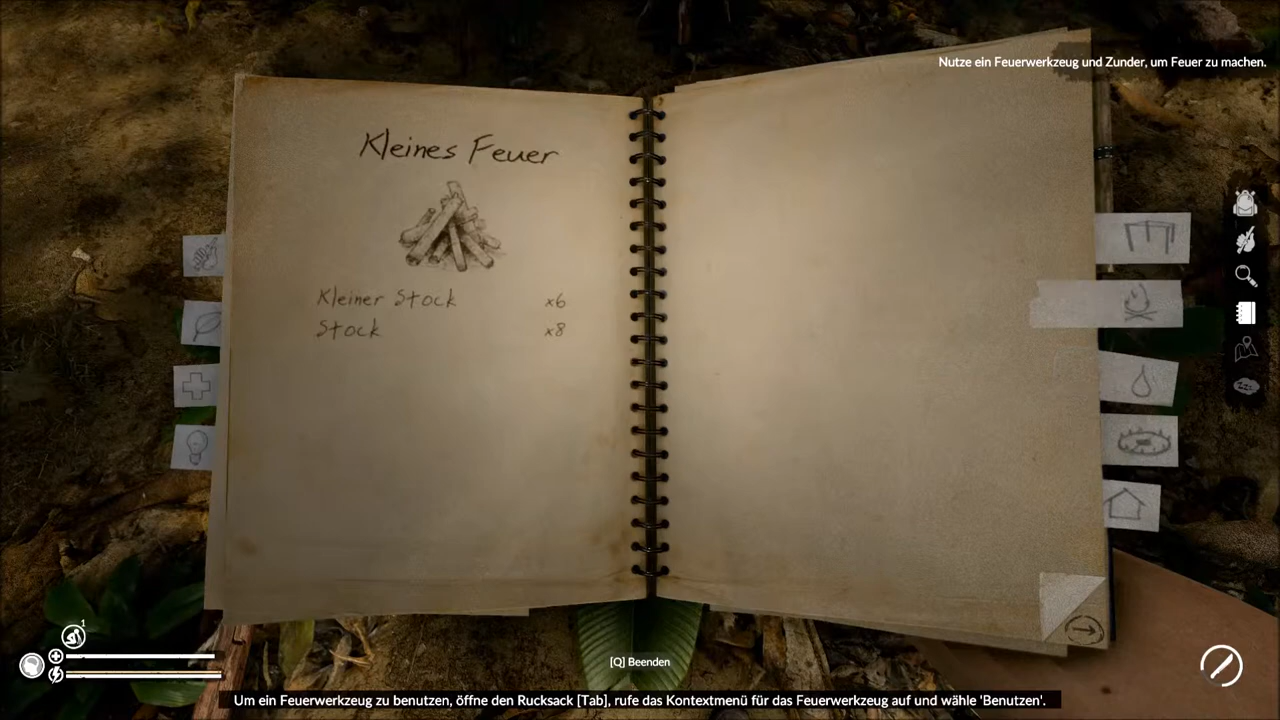 Nutze ein Feuerwerkzeug und Zunder, um Feuer zu machen.
Kleines Feuer
Kleiner Stock x6
Stock x8
1
[Q] Beenden
Um ein Feuerwerkzeug zu benutzen, öffne den Rucksack [Tab], rufe das Kontextmenü für das Feuerwerkzeug auf und wähle 'Benutzen'.